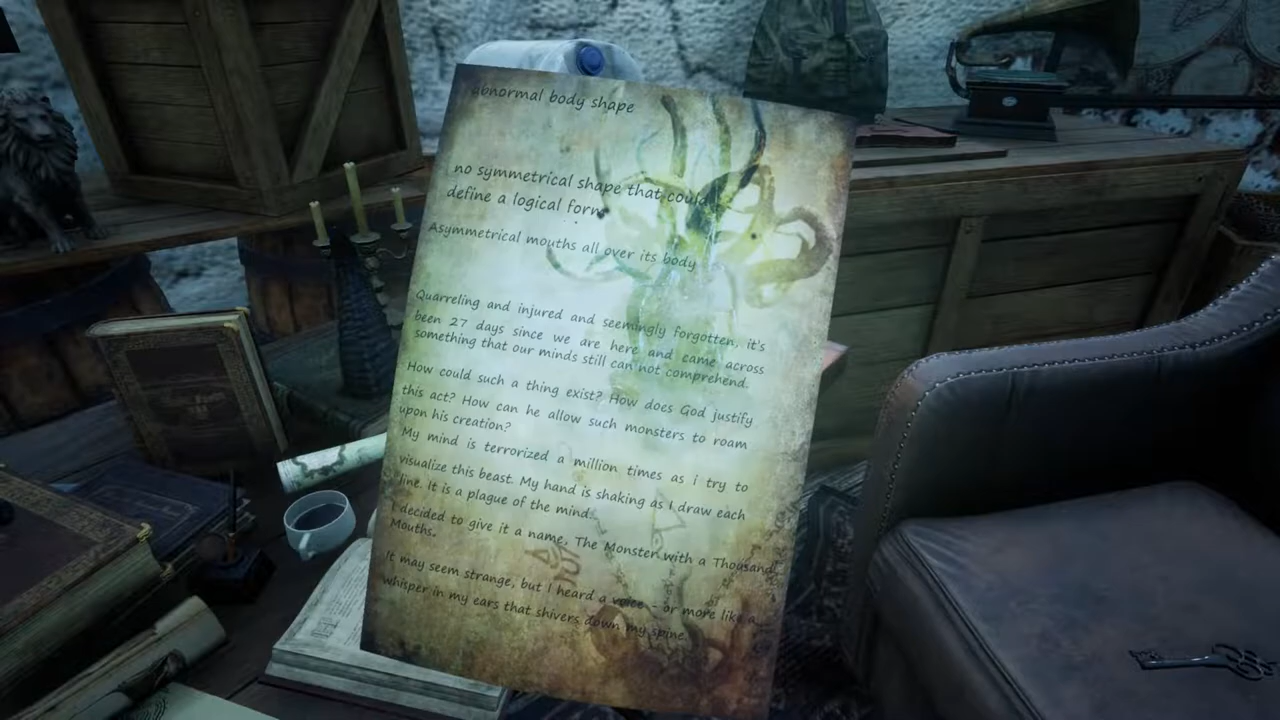 abnormal body shape
no symmetrical shape that could
define a logical form
Asymmetrical mouths all over its body
Quarreling and injured and seemingly forgotten, it's
been 27 days since we are here and came across
something that our minds still can not comprehend.
How could such a thing exist? How does God justify
this act? How can he allow such monsters to roam
upon his creation?
My mind is terrorized a million times as i try to
visualize this beast. My hand is shaking as I draw each
line. It is a plague of the mind.
I decided to give it a name. The Monster with a Thousand
Mouths.
It may seem strange, but I heard a voice - or more like a
whisper in my ears that shivers down my spine.